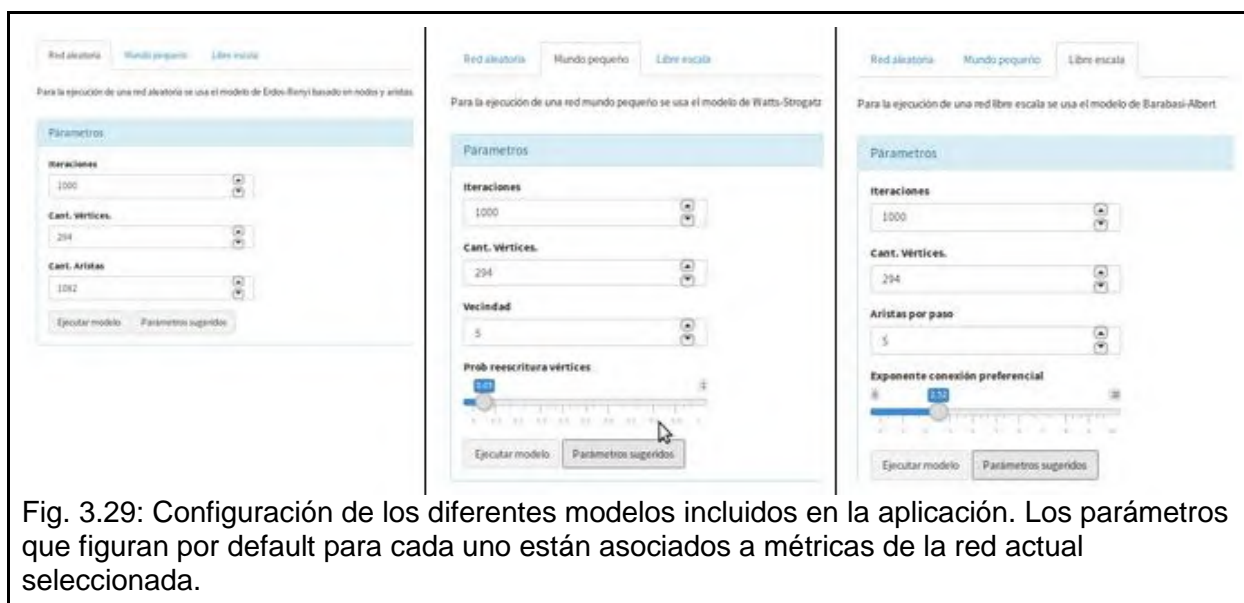 Red aleatoria Mundo pequeño Libre escala
Para la ejecución de una red aleatoria se usa el modelo de Erdos-Renyi basado en nodos y aristas
Parametros
Iteraciones
1000
Cant. Vértices.
294
Cant. Aristas
1082
Ejecutar modelo Parámetros sugeridos
Red aleatoria Mundo pequeño Libre escala
Para la ejecución de una red mundo pequeño se usa el modelo de Watts-Strogatz
Parametros
Iteraciones
1000
Cant. Vértices.
294
Vecindad
5
Prob reescritura vértices
Ejecutar modelo Parámetros sugeridos
Red aleatoria Mundo pequeño Libre escala
Para la ejecución de una red libre escala se usa el modelo de Barabasi-Albert
Parametros
Iteraciones
1000
Cant. Vértices.
294
Aristas por paso
5
Exponente conexión preferencial
Ejecutar modelo Parámetros sugeridos
Fig. 3.29: Configuración de los diferentes modelos incluidos en la aplicación. Los parámetros
que figuran por default para cada uno están asociados a métricas de la red actual
seleccionada.